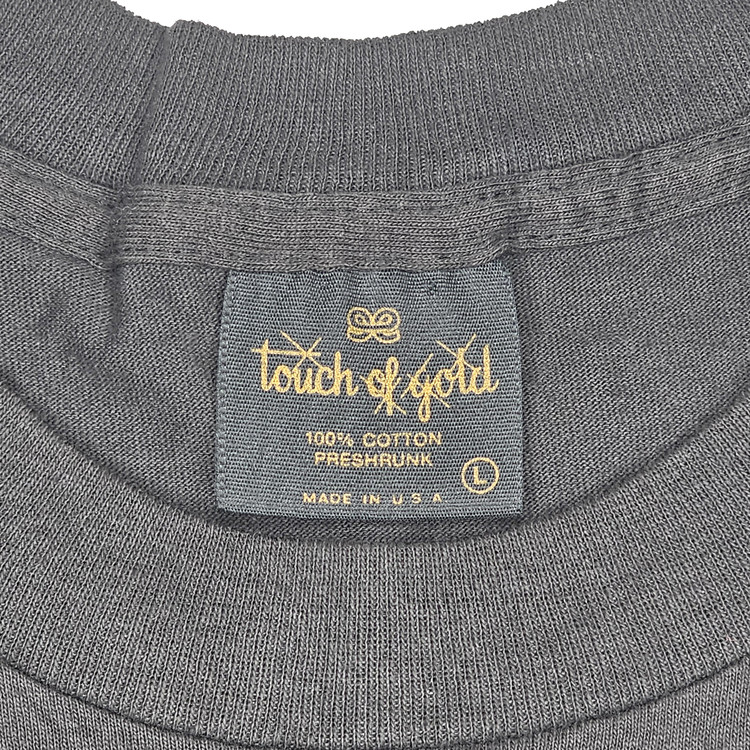 touch of gold
100% COTTON
PRESHRUNK
L
MADE IN U S A